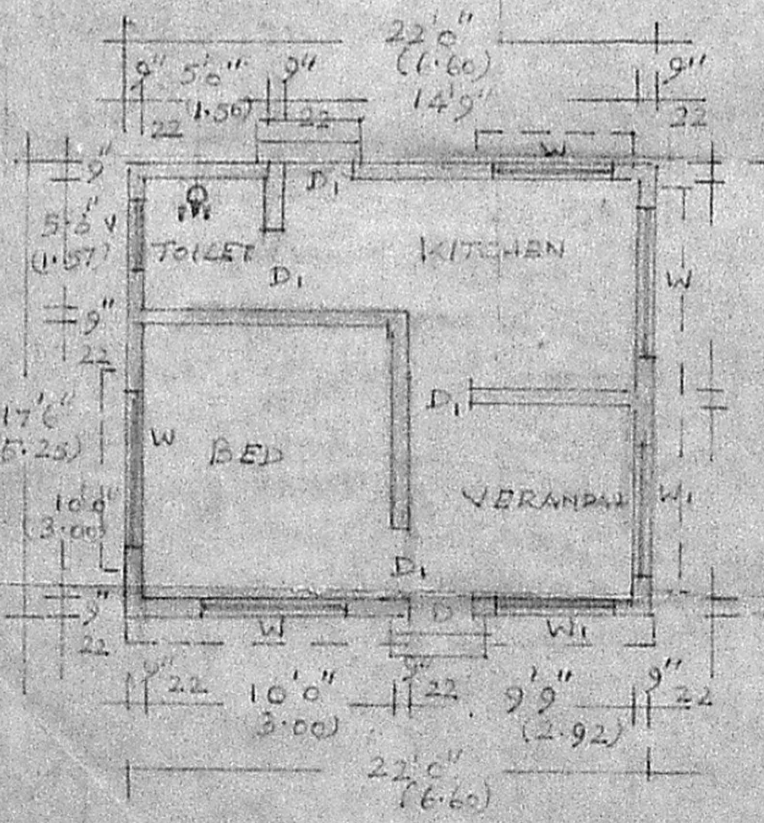 22'0"
(6.60)
9" 5'0" 9" 14'9" 9"
(1.50)
22 22 22
9" W
D1
5'3" V
(1.57) TOILET KITCHEN
D1 W
9"
22
D1
17'6" W BED
(5.25)
10'0" VERANDAH W1
(3.00)
D1
9" D
22 W W1
9" 22 10'0" 9" 22 9'9" 9" 22
3.00) (2.92)
22'0"
(6.60)